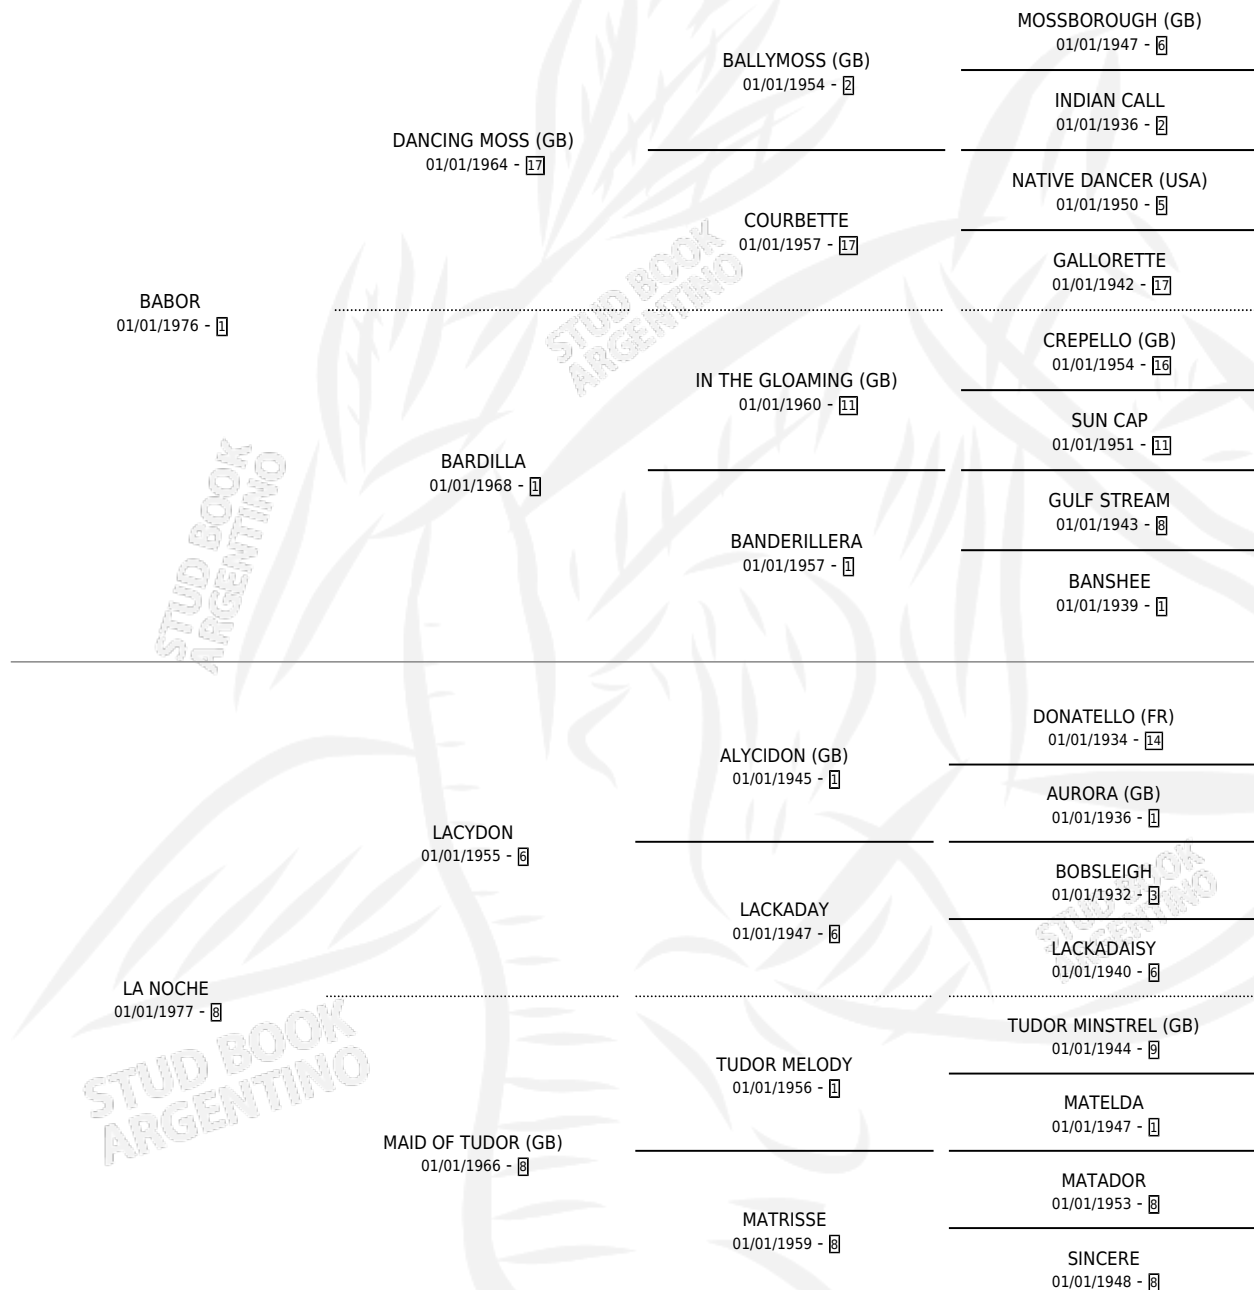 MOSSBOROUGH (GB)
01/01/1947 - 6
BALLYMOSS (GB)
01/01/1954 - 2
INDIAN CALL
01/01/1936 - 2
DANCING MOSS (GB)
01/01/1964 - 17
NATIVE DANCER (USA)
01/01/1950 - 5
COURBETTE
01/01/1957 - 17
GALLORETTE
01/01/1942 - 17
BABOR
01/01/1976 - 1
CREPELLO (GB)
01/01/1954 - 16
IN THE GLOAMING (GB)
01/01/1960 - 11
SUN CAP
01/01/1951 - 11
BARDILLA
01/01/1968 - 1
GULF STREAM
01/01/1943 - 8
BANDERILLERA
01/01/1957 - 1
BANSHEE
01/01/1939 - 1
DONATELLO (FR)
01/01/1934 - 14
ALYCIDON (GB)
01/01/1945 - 1
AURORA (GB)
01/01/1936 - 1
LACYDON
01/01/1955 - 6
BOBSLEIGH
01/01/1932 - 3
LACKADAY
01/01/1947 - 6
LACKADAISY
01/01/1940 - 6
LA NOCHE
01/01/1977 - 8
TUDOR MINSTREL (GB)
01/01/1944 - 9
TUDOR MELODY
01/01/1956 - 1
MATELDA
01/01/1947 - 1
MAID OF TUDOR (GB)
01/01/1966 - 8
MATADOR
01/01/1953 - 8
MATRISSE
01/01/1959 - 8
SINCERE
01/01/1948 - 8
STUD BOOK
ARGENTINO
STUD BOOK
ARGENTINO
STUD BOOK
ARGENTINO
STUD BOOK
ARGENTINO